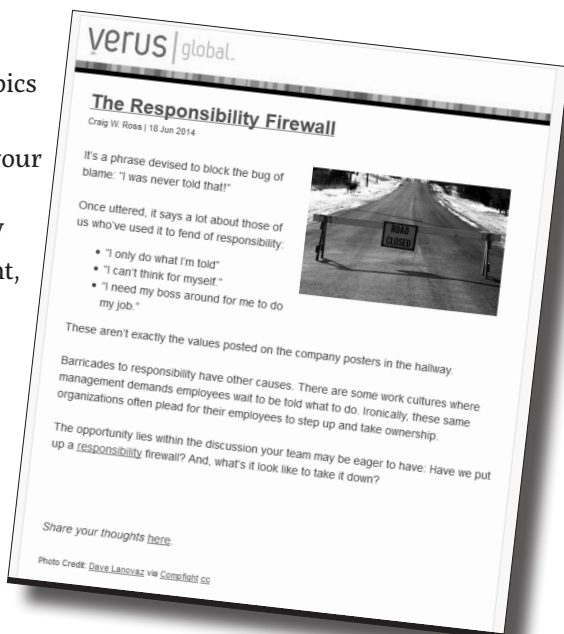 pics
your
nt,
verus | global™
The Responsibility Firewall
Craig W. Ross | 18 Jun 2014
It's a phrase devised to block the bug of
blame: "I was never told that!"
Once uttered, it says a lot about those of
us who've used it to fend of responsibility:
• "I only do what I'm told"
• "I can't think for myself."
• "I need my boss around for me to do
my job."
ROAD
CLOSED
These aren't exactly the values posted on the company posters in the hallway.
Barricades to responsibility have other causes. There are some work cultures where
management demands employees wait to be told what to do. Ironically, these same
organizations often plead for their employees to step up and take ownership.
The opportunity lies within the discussion your team may be eager to have: Have we put
up a responsibility firewall? And, what's it look like to take it down?
Share your thoughts here.
Photo Credit: Dave Lanovaz via Compfight cc